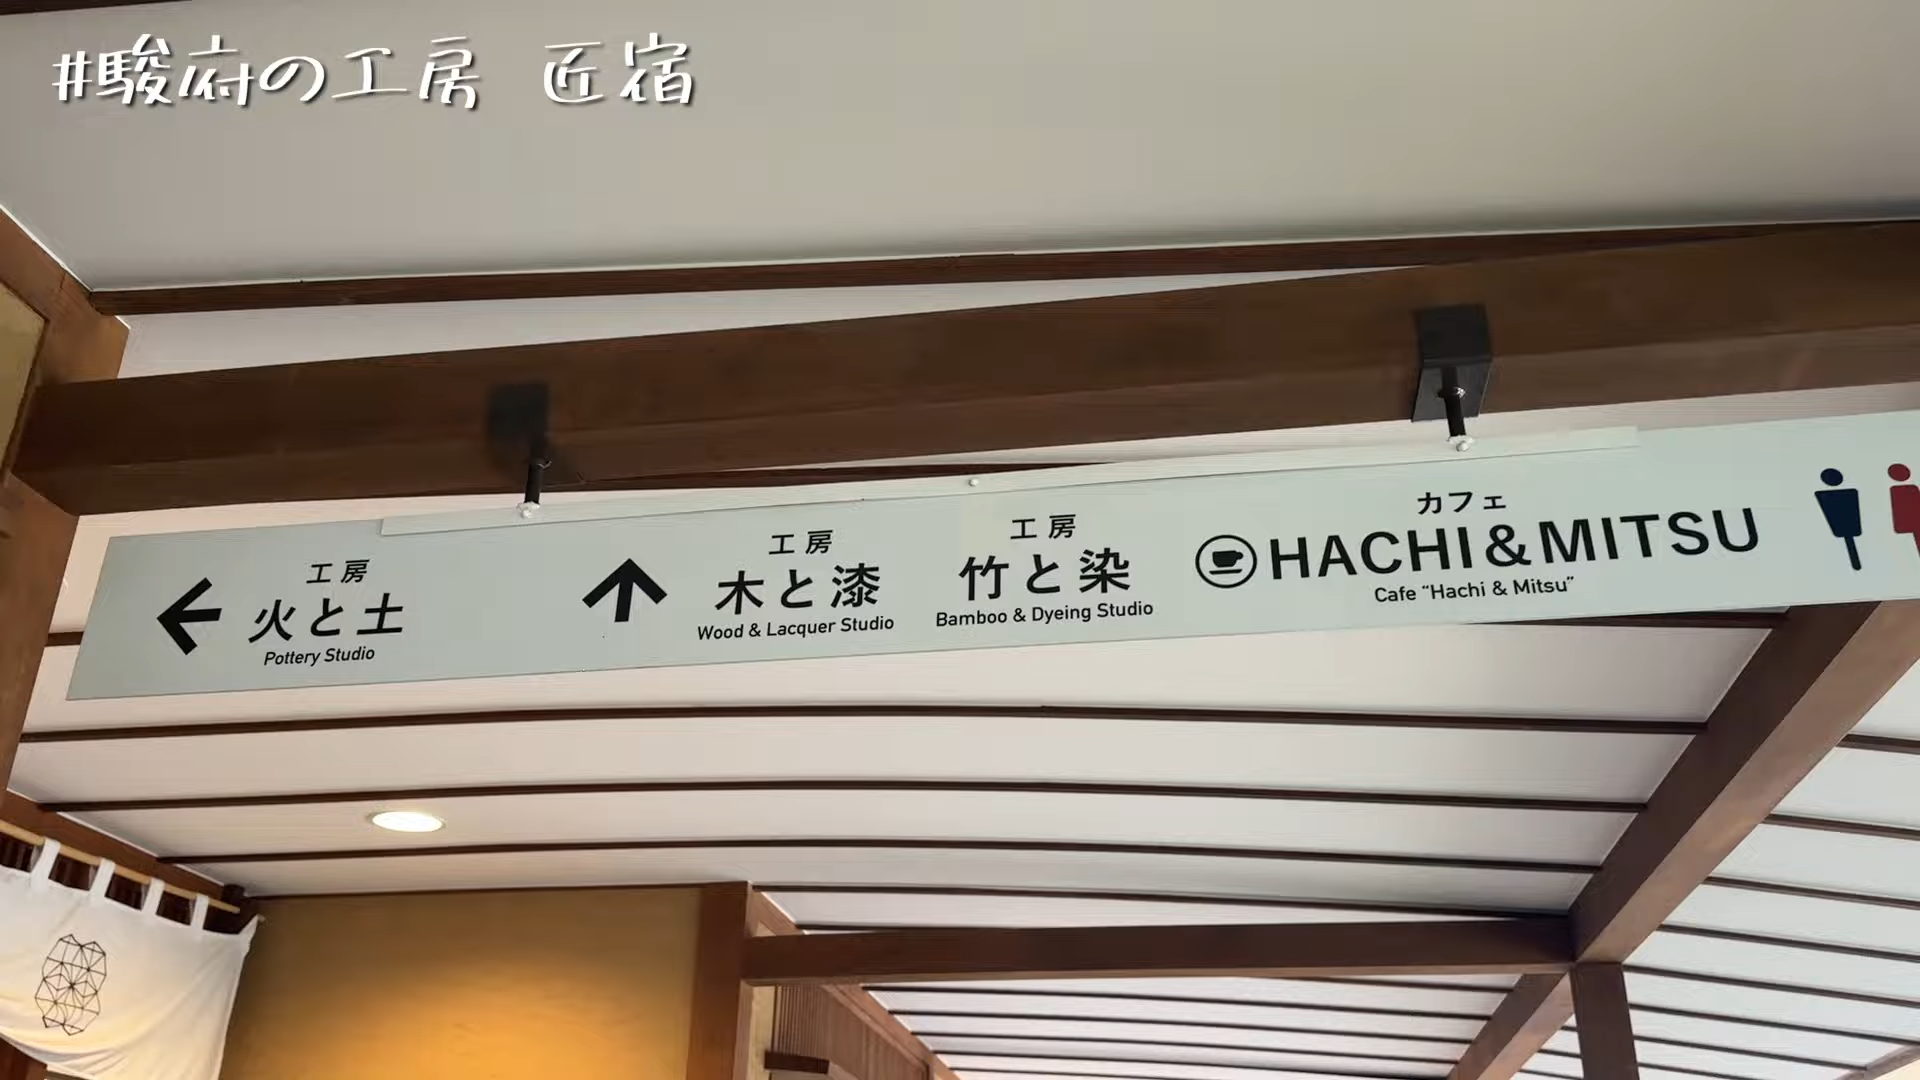 #駿府の工房 匠宿
工房
火と土
Pottery Studio
工房
木と漆
Wood & Lacquer Studio
工房
竹と染
Bamboo & Dyeing Studio
カフェ
HACHI&MITSU
Cafe “Hachi & Mitsu”